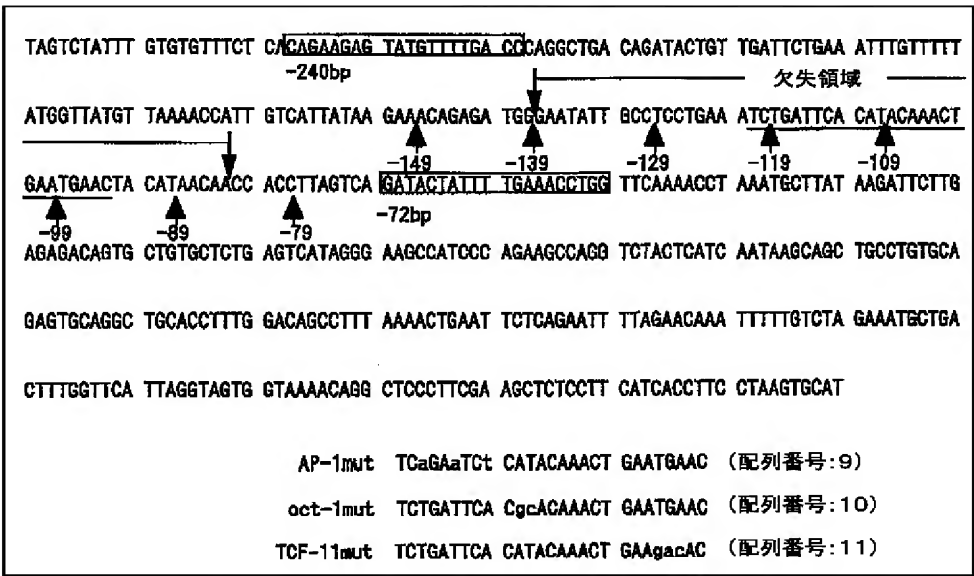 TAGTCTATTT GTGTGTTTCT CACAGAAGAG TATGTTTTGA CCCAGGCTGA CAGATACTGT TGATTCTGAA ATTTGTTTTT
-240bp
欠失領域
ATGGTTATGT TAAAACCATT GTCATTATAA GAAACAGAGA TGGGAATATT GCCTCCTGAA ATCTGATTCA CATACAAACT
-149 -139 -129 -119 -109
GAATGAACTA CATAACAACC ACCTTAGTCA GATACTATTT TGAAACCTGG TTCAAAACCT AAATGCTTAT AAGATTCTTG
-72bp
-99 -89 -79
AGAGACAGTG CTGTGCTCTG AGTCATAGGG AAGCCATCCC AGAAGCCAGG TCTACTCATC AATAAGCAGC TGCCTGTGCA
GAGTGCAGGC TGCACCTTTG GACAGCCTTT AAAACTGAAT TCTCAGAATT TTAGAACAAA TTTTTGTCTA GAAATGCTGA
CTTTGGTTCA TTAGGTAGTG GTAAAACAGG CTCCCTTCGA AGCTCTCCTT CATCACCTTC CTAAGTGCAT
AP-1mut TCaGAaTCt CATACAAACT GAATGAAC (配列番号:9)
oct-1mut TCTGATTCA CgcACAAACT GAATGAAC (配列番号:10)
TCF-11mut TCTGATTCA CATACAAACT GAAgacAC (配列番号:11)